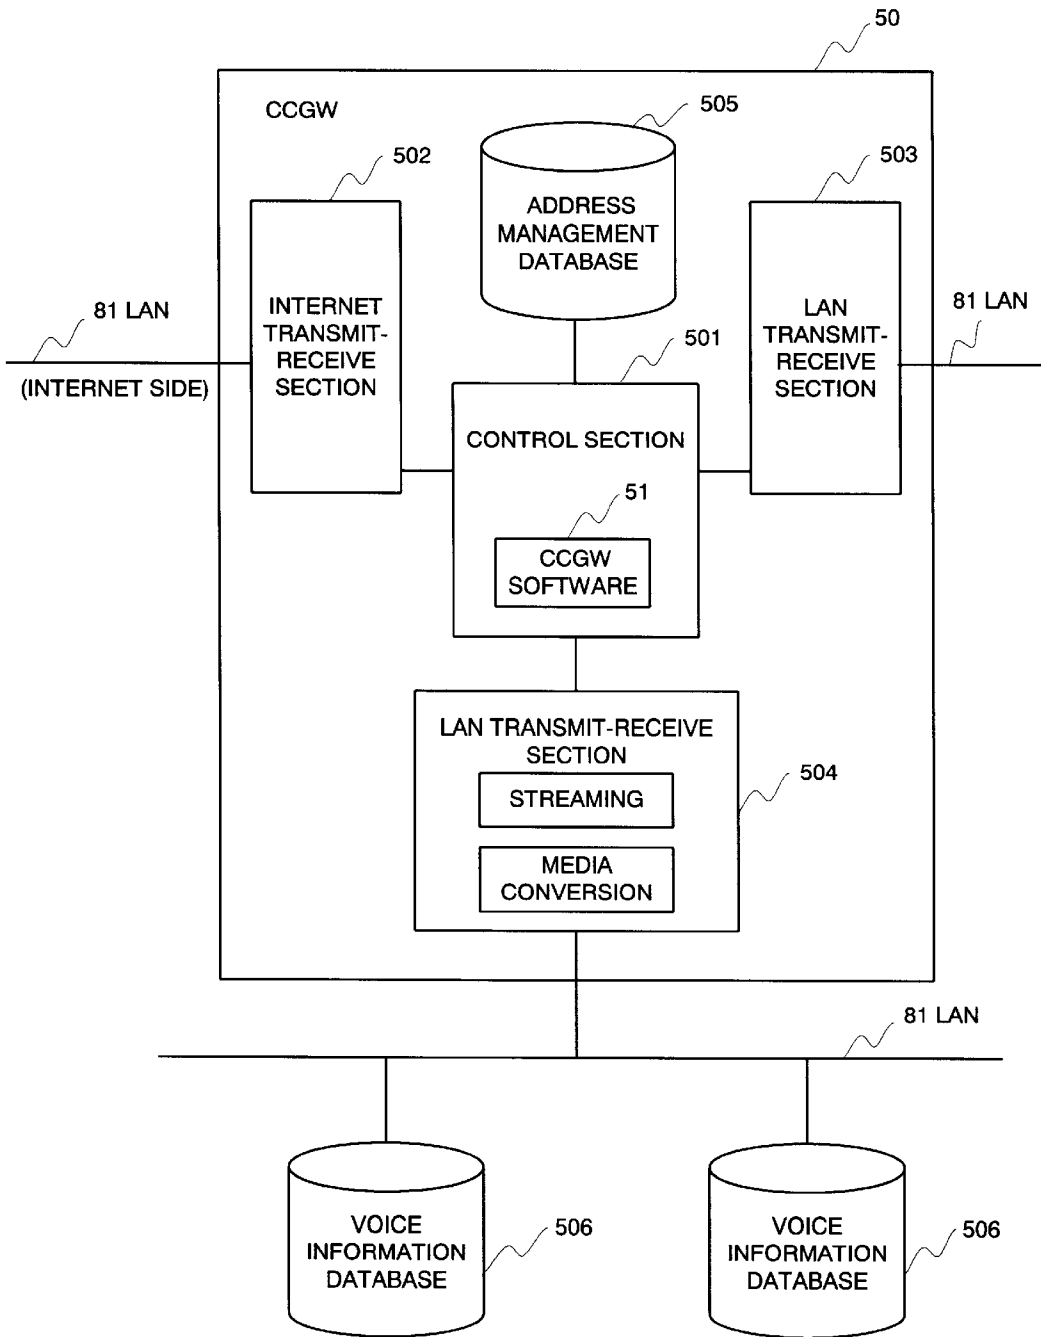 50
CCGW
505
502
503
ADDRESS
MANAGEMENT
DATABASE
81 LAN
(INTERNET SIDE)
INTERNET
TRANSMIT-
RECEIVE
SECTION
LAN
TRANSMIT-
RECEIVE
SECTION
81 LAN
501
CONTROL SECTION
51
CCGW
SOFTWARE
LAN TRANSMIT-RECEIVE
SECTION
504
STREAMING
MEDIA
CONVERSION
81 LAN
VOICE
INFORMATION
DATABASE
506
VOICE
INFORMATION
DATABASE
506